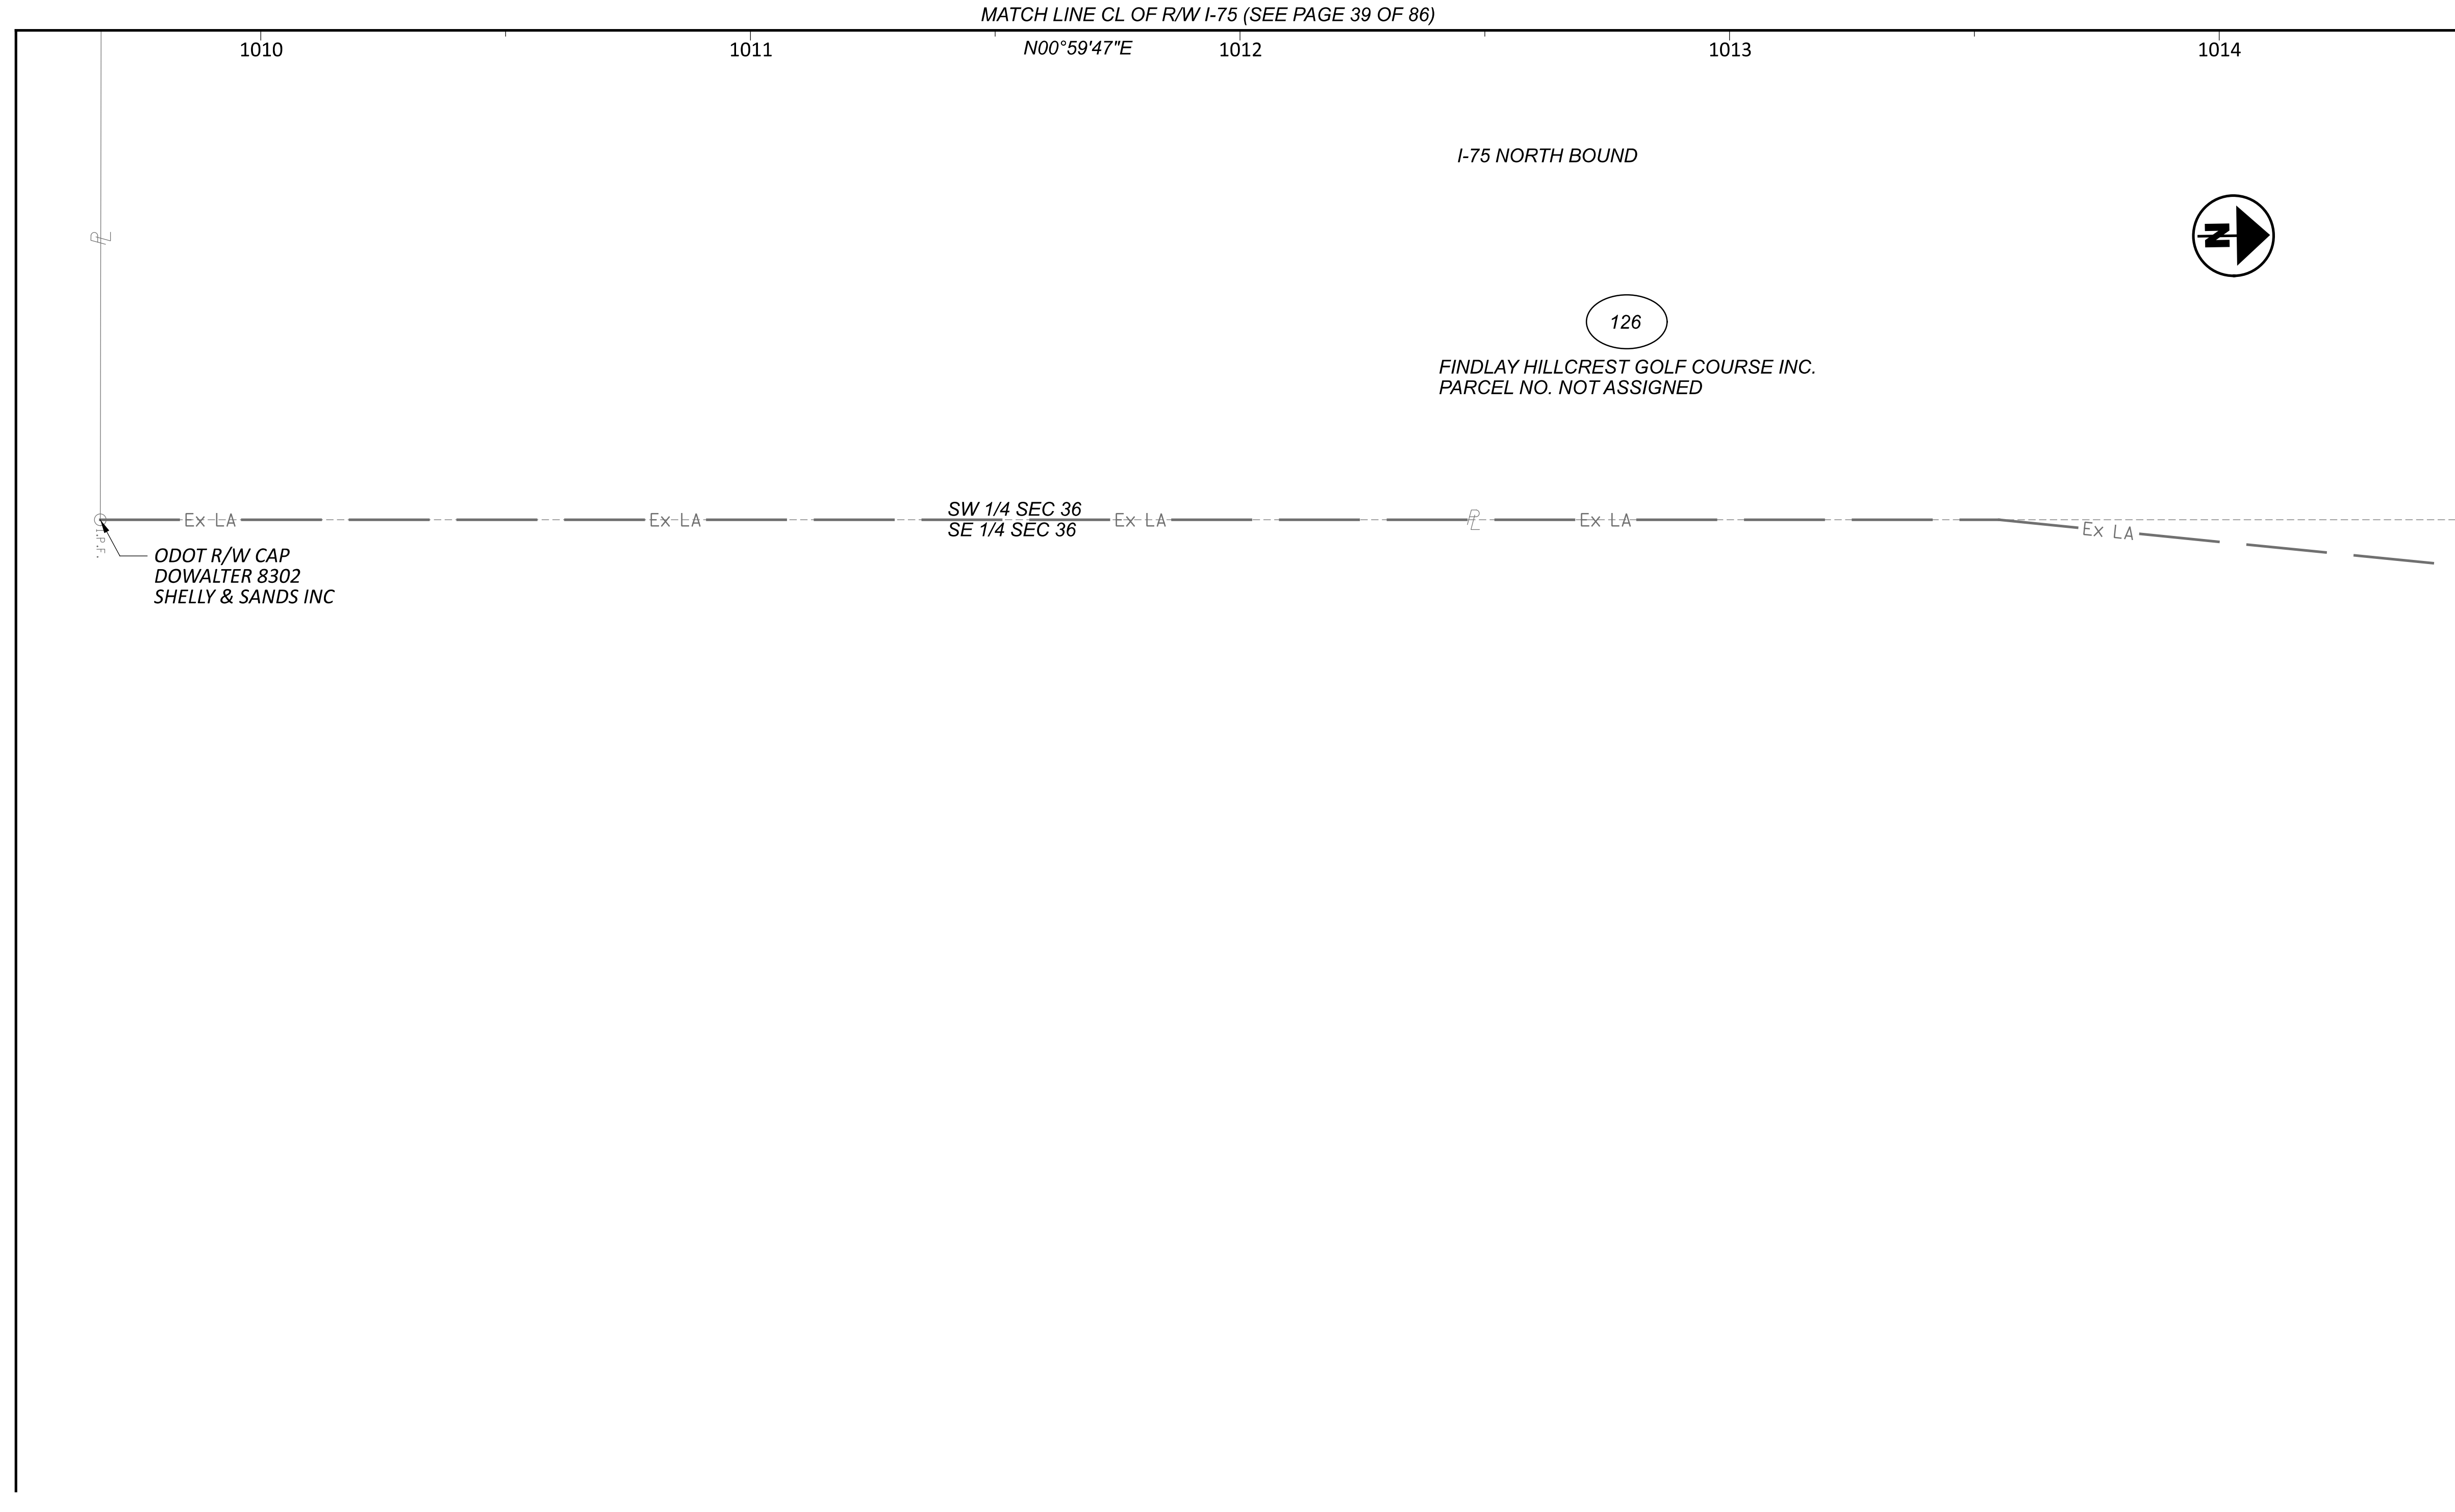 MATCH LINE CL OF R/W I-75 (SEE PAGE 39 OF 86)
1010
1011
N00°59'47"E
1012
1013
1014
I-75 NORTH BOUND
N
PL
126
FINDLAY HILLCREST GOLF COURSE INC.
PARCEL NO. NOT ASSIGNED
SW 1/4 SEC 36
Ex LA
Ex LA
Ex LA
PL
Ex LA
Ex LA
SE 1/4 SEC 36
I.P.F.
ODOT R/W CAP
DOWALTER 8302
SHELLY & SANDS INC